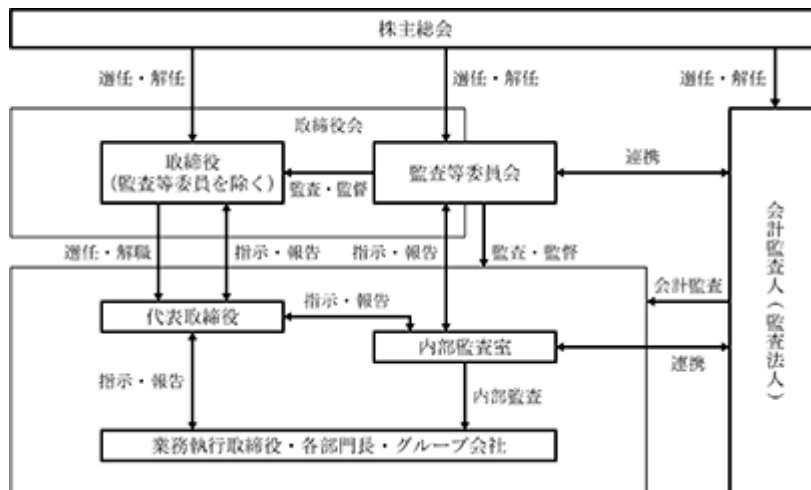 株主総会
選任・解任
選任・解任
選任・解任
取締役会
取締役
(監査等委員を除く)
監査・監督
監査等委員会
連携
選任・解職
指示・報告
指示・報告
監査・監督
会計監査
会計監査人(監査法人)
指示・報告
代表取締役
内部監査室
連携
指示・報告
内部監査
業務執行取締役・各部門長・グループ会社